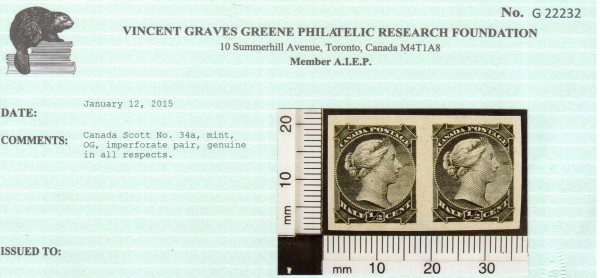 No. G 22232
VINCENT GRAVES GREENE PHILATELIC RESEARCH FOUNDATION
10 Summerhill Avenue, Toronto, Canada M4T1A8
Member A.I.E.P.
DATE: January 12, 2015
COMMENTS: Canada Scott No. 34a, mint,
OG, imperforate pair, genuine
in all respects.
ISSUED TO:
CANADA POSTAGE CANADA POSTAGE
HALF 1/2 CENT HALF 1/2 CENT
20
10
mm
mm 10 20 30